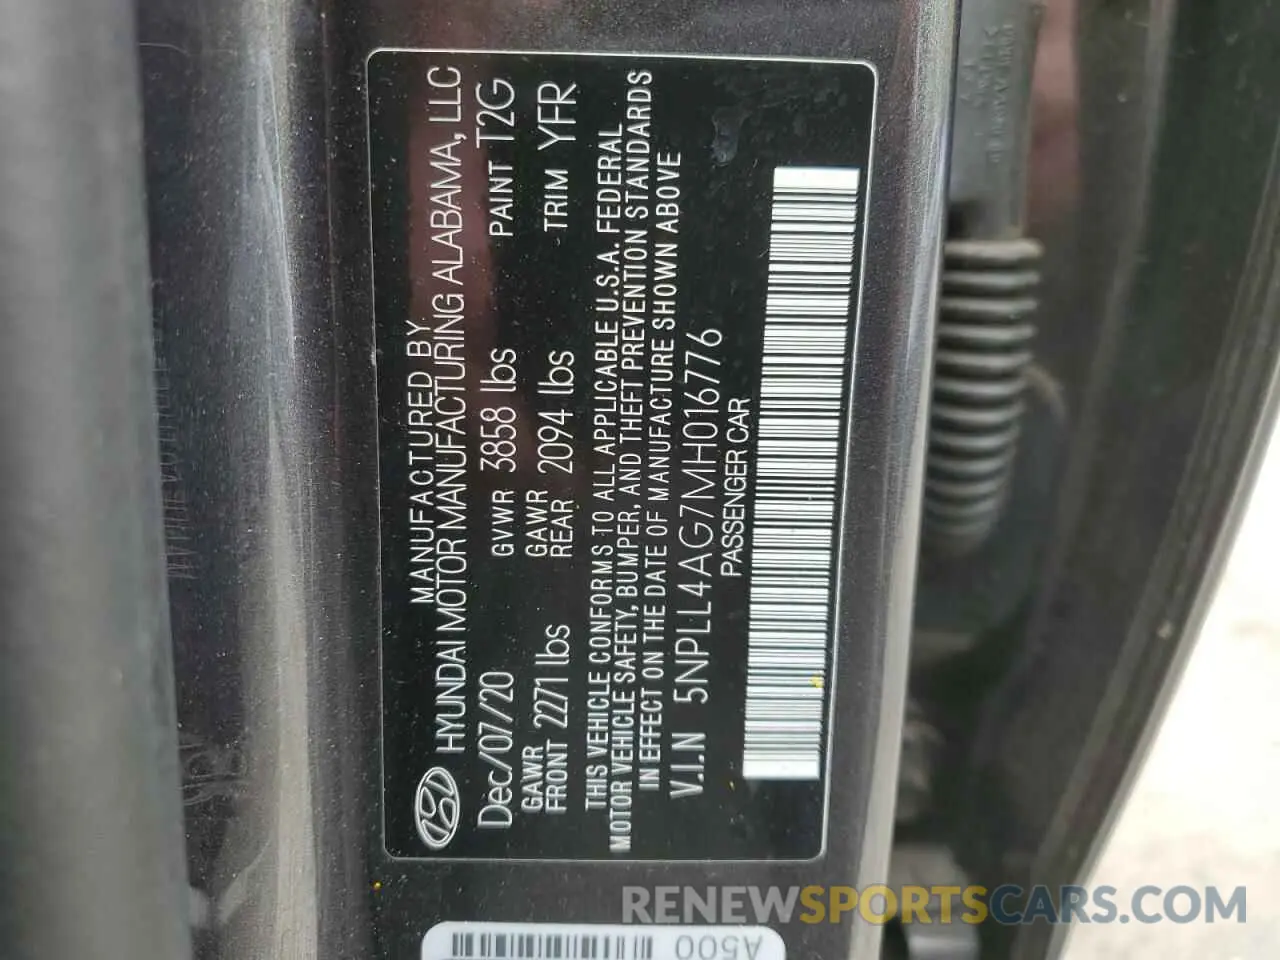 MANUFACTURED BY
HYUNDAI MOTOR MANUFACTURING ALABAMA, LLC
Dec/07/20 GVWR 3858 lbs PAINT T2G
GAWR FRONT 2271 lbs GAWR REAR 2094 lbs TRIM YFR
THIS VEHICLE CONFORMS TO ALL APPLICABLE U.S.A. FEDERAL
MOTOR VEHICLE SAFETY, BUMPER, AND THEFT PREVENTION STANDARDS
IN EFFECT ON THE DATE OF MANUFACTURE SHOWN ABOVE
V.I.N 5NPLL4AG7MH016776
PASSENGER CAR
A500
RENEWSPORTSCARS.COM